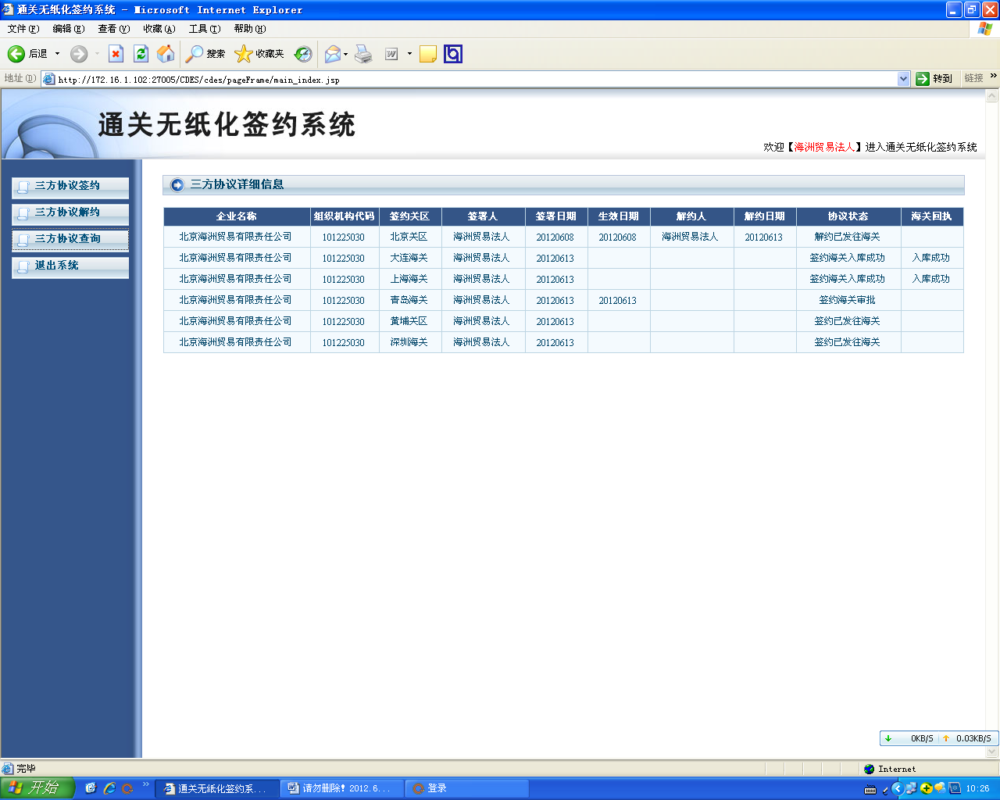 通关无纸化签约系统 - Microsoft Internet Explorer
文件(F) 编辑(E) 查看(V) 收藏(A) 工具(T) 帮助(H)
后退 搜索 收藏夹
地址(D) http://172.16.1.102:27005/CDES/cdes/pageFrame/main_index.jsp 转到 链接 »
通关无纸化签约系统
欢迎【海洲贸易法人】进入通关无纸化签约系统
三方协议签约
三方协议解约
三方协议查询
退出系统
三方协议详细信息
企业名称 组织机构代码 签约关区 签署人 签署日期 生效日期 解约人 解约日期 协议状态 海关回执
北京海洲贸易有限责任公司 101225030 北京关区 海洲贸易法人 20120608 20120608 海洲贸易法人 20120613 解约已发往海关
北京海洲贸易有限责任公司 101225030 大连海关 海洲贸易法人 20120613 签约海关入库成功 入库成功
北京海洲贸易有限责任公司 101225030 上海海关 海洲贸易法人 20120613 签约海关入库成功 入库成功
北京海洲贸易有限责任公司 101225030 青岛海关 海洲贸易法人 20120613 20120613 签约海关审批
北京海洲贸易有限责任公司 101225030 黄埔关区 海洲贸易法人 20120613 签约已发往海关
北京海洲贸易有限责任公司 101225030 深圳海关 海洲贸易法人 20120613 签约已发往海关
0KB/S 0.03KB/S
完毕 Internet
开始 » 通关无纸化签约系... 请勿删除! 2012.6... 登录 10:26